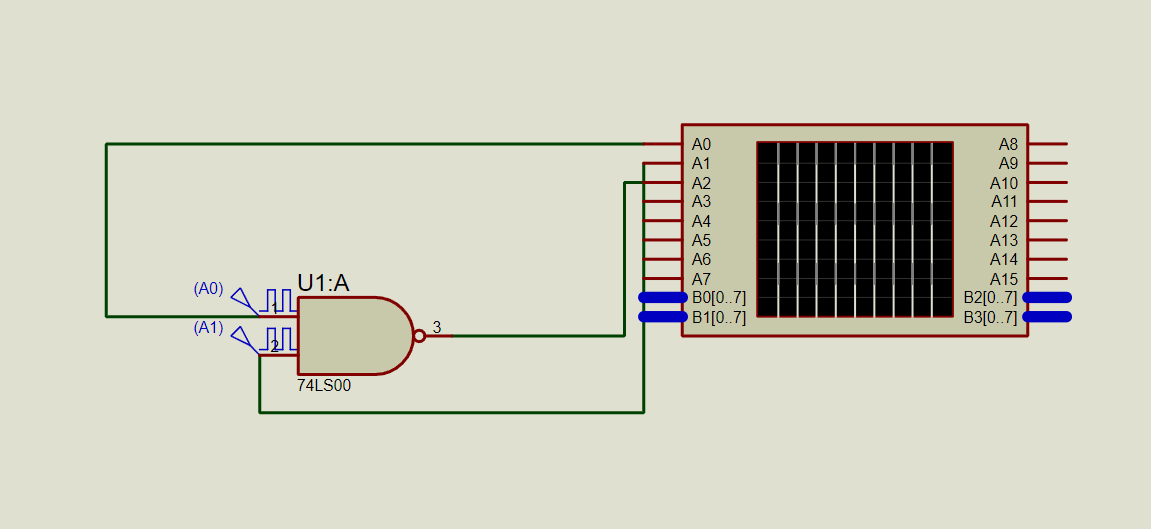 A0 A8
A1 A9
A2 A10
A3 A11
A4 A12
A5 A13
A6 A14
A7 A15
B0[0..7] B2[0..7]
B1[0..7] B3[0..7]
U1:A
(A0)
1
(A1)
2
3
74LS00